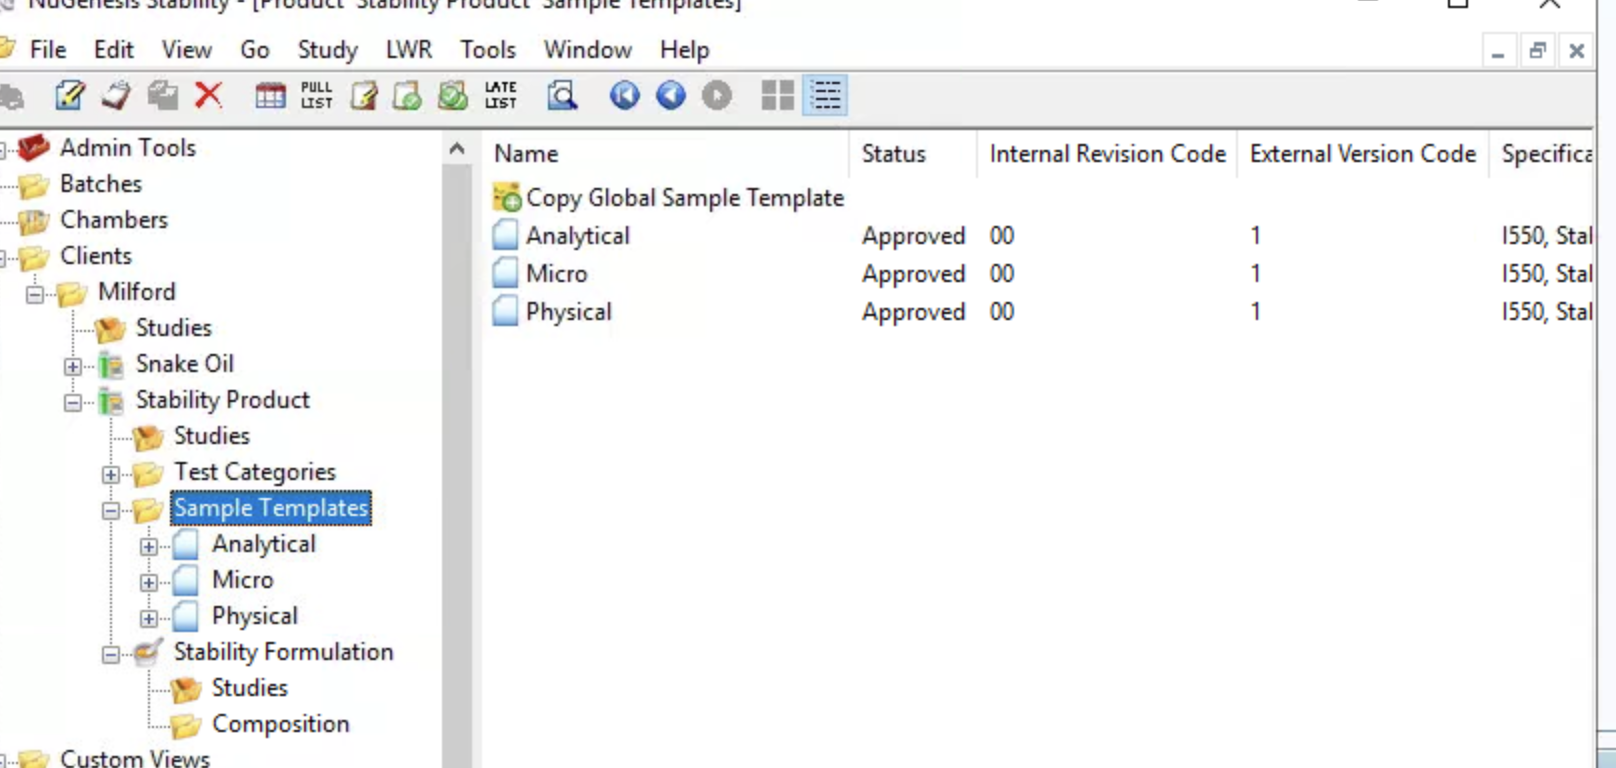 NuGenesis Stability - [Product 'Stability Product' Sample Templates]
File Edit View Go Study LWR Tools Window Help
PULL LIST LATE LIST
Admin Tools
Batches
Chambers
Clients
Milford
Studies
Snake Oil
Stability Product
Studies
Test Categories
Sample Templates
Analytical
Micro
Physical
Stability Formulation
Studies
Composition
Custom Views
Name Status Internal Revision Code External Version Code Specifica
Copy Global Sample Template
Analytical Approved 00 1 I550, Stal
Micro Approved 00 1 I550, Stal
Physical Approved 00 1 I550, Stal